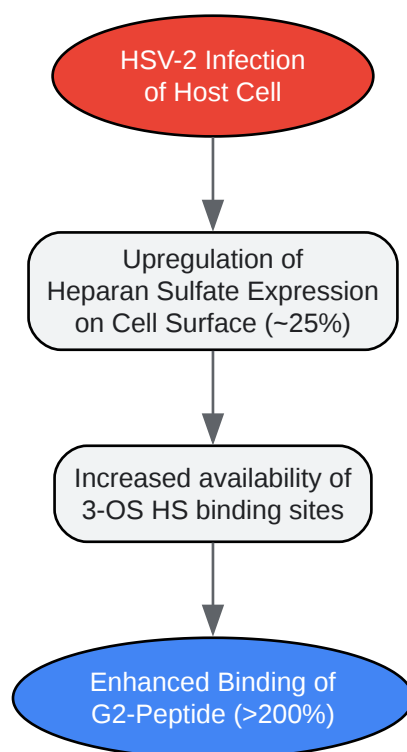 HSV-2 Infection
of Host Cell
Upregulation of
Heparan Sulfate Expression
on Cell Surface (~25%)
Increased availability of
3-OS HS binding sites
Enhanced Binding of
G2-Peptide (>200%)